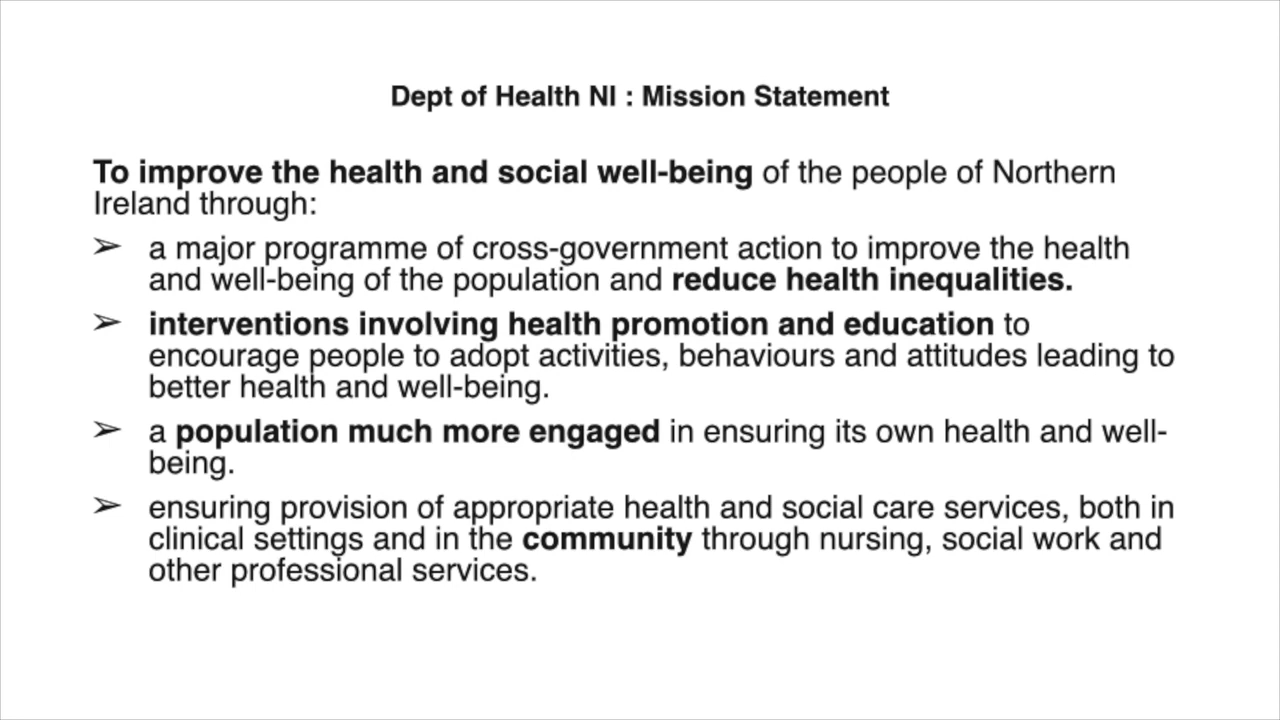 Dept of Health NI : Mission Statement
To improve the health and social well-being of the people of Northern
Ireland through:
➢ a major programme of cross-government action to improve the health
and well-being of the population and reduce health inequalities.
➢ interventions involving health promotion and education to
encourage people to adopt activities, behaviours and attitudes leading to
better health and well-being.
➢ a population much more engaged in ensuring its own health and well-
being.
➢ ensuring provision of appropriate health and social care services, both in
clinical settings and in the community through nursing, social work and
other professional services.